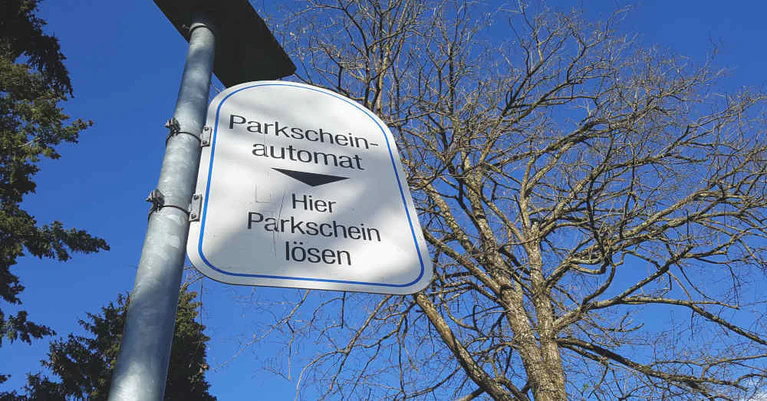 Parkschein-
automat
Hier
Parkschein
lösen